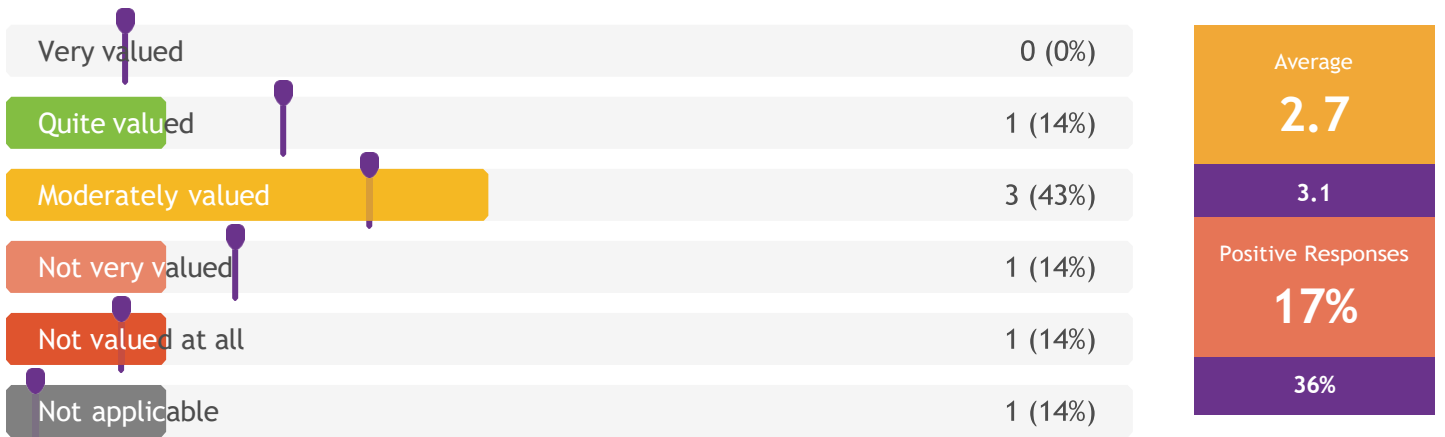 Very valued 0 (0%)
Quite valued 1 (14%)
Moderately valued 3 (43%)
Not very valued 1 (14%)
Not valued at all 1 (14%)
Not applicable 1 (14%)
Average
2.7
3.1
Positive Responses
17%
36%